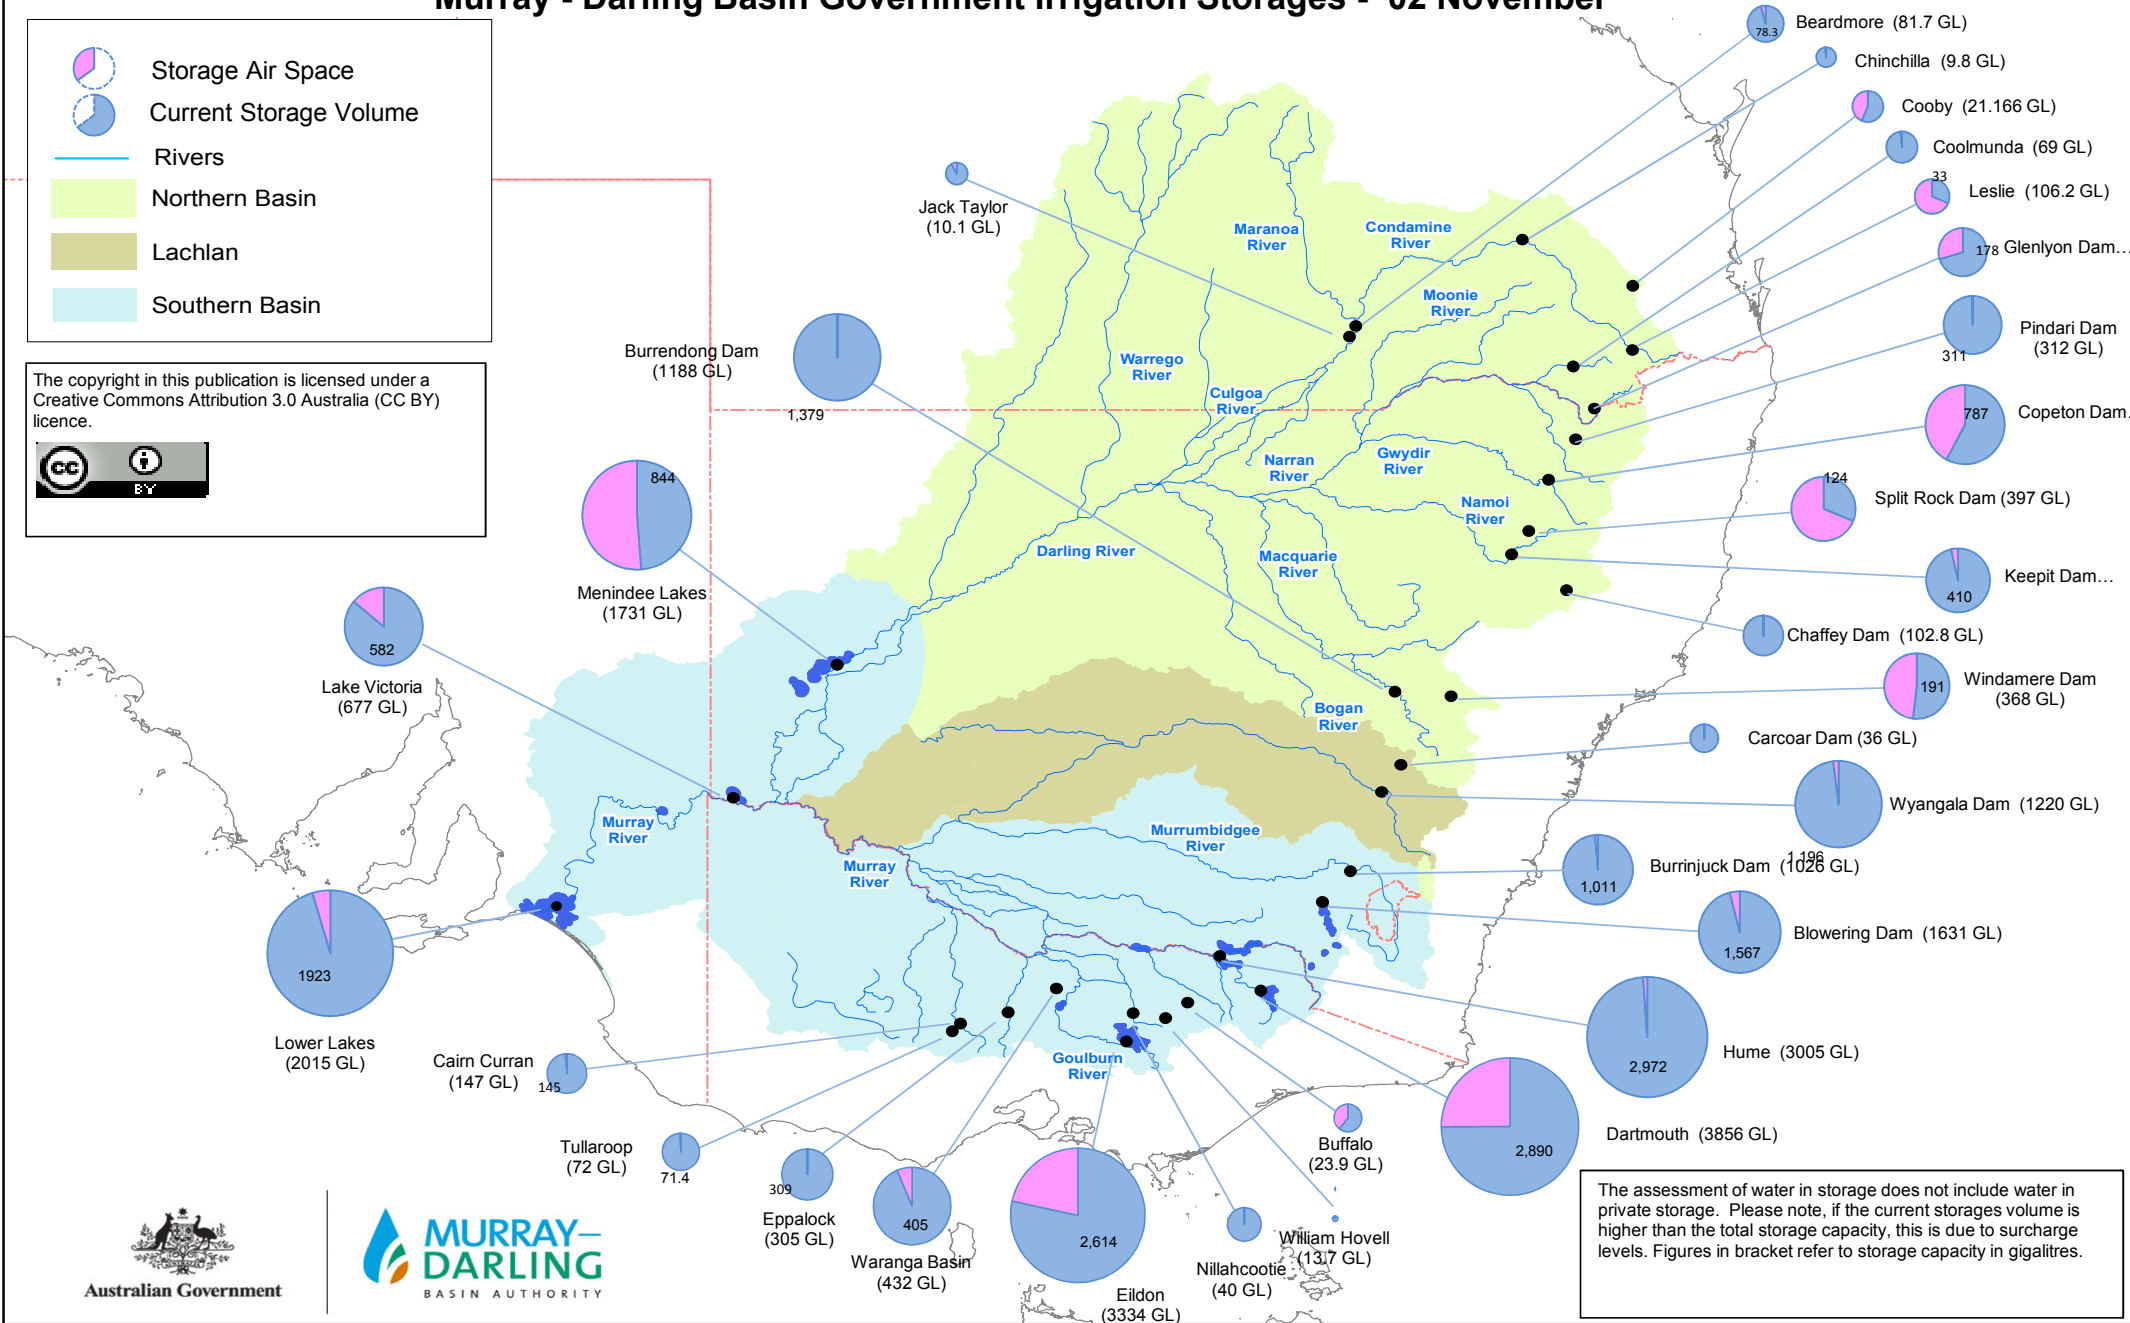 Murray - Darling Basin Government Irrigation Storages - 02 November
Storage Air Space
Current Storage Volume
Rivers
Northern Basin
Lachlan
Southern Basin
The copyright in this publication is licensed under a
Creative Commons Attribution 3.0 Australia (CC BY)
licence.
cc
BY
Beardmore (81.7 GL)
78.3
Chinchilla (9.8 GL)
Cooby (21.166 GL)
Coolmunda (69 GL)
33
Leslie (106.2 GL)
178
Glenlyon Dam...
Pindari Dam
(312 GL)
311
787
Copeton Dam
124
Split Rock Dam (397 GL)
Keepit Dam...
410
Chaffey Dam (102.8 GL)
191
Windamere Dam
(368 GL)
Carcoar Dam (36 GL)
Wyangala Dam (1220 GL)
1,196
Burrinjuck Dam (1026 GL)
1,011
Blowering Dam (1631 GL)
1,567
Hume (3005 GL)
2,972
Dartmouth (3856 GL)
2,890
Jack Taylor
(10.1 GL)
Burrendong Dam
(1188 GL)
1,379
844
Menindee Lakes
(1731 GL)
582
Lake Victoria
(677 GL)
1923
Lower Lakes
(2015 GL)
Maranoa
River
Condamine
River
Moonie
River
Warrego
River
Culgoa
River
Narran
River
Gwydir
River
Namoi
River
Darling River
Macquarie
River
Bogan
River
Murray
River
Murray
River
Murrumbidgee
River
Goulburn
River
Cairn Curran
(147 GL)
145
Tullaroop
(72 GL)
71.4
309
Eppalock
(305 GL)
405
Waranga Basin
(432 GL)
2,614
Eildon
(3334 GL)
Nillahcootie
(40 GL)
William Hovell
(13.7 GL)
Buffalo
(23.9 GL)
Australian Government
MURRAY–
DARLING
BASIN AUTHORITY
The assessment of water in storage does not include water in
private storage. Please note, if the current storages volume is
higher than the total storage capacity, this is due to surcharge
levels. Figures in bracket refer to storage capacity in gigalitres.